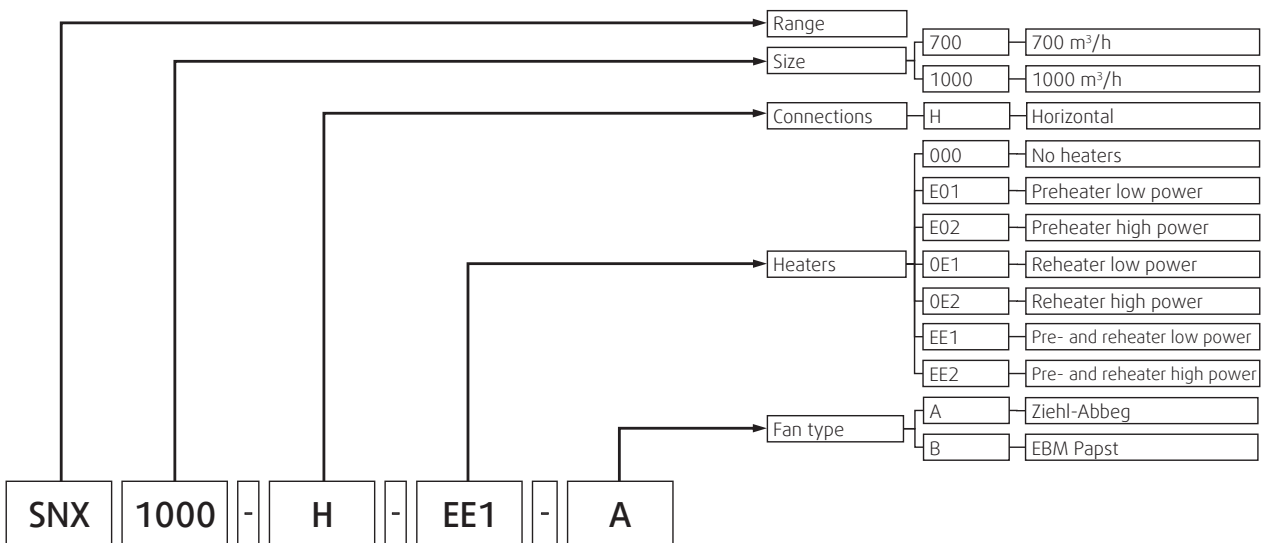 Range
Size
700
700 m³/h
1000
1000 m³/h
Connections
H
Horizontal
Heaters
000
No heaters
E01
Preheater low power
E02
Preheater high power
0E1
Reheater low power
0E2
Reheater high power
EE1
Pre- and reheater low power
EE2
Pre- and reheater high power
Fan type
A
Ziehl-Abbeg
B
EBM Papst
SNX 1000 - H - EE1 - A